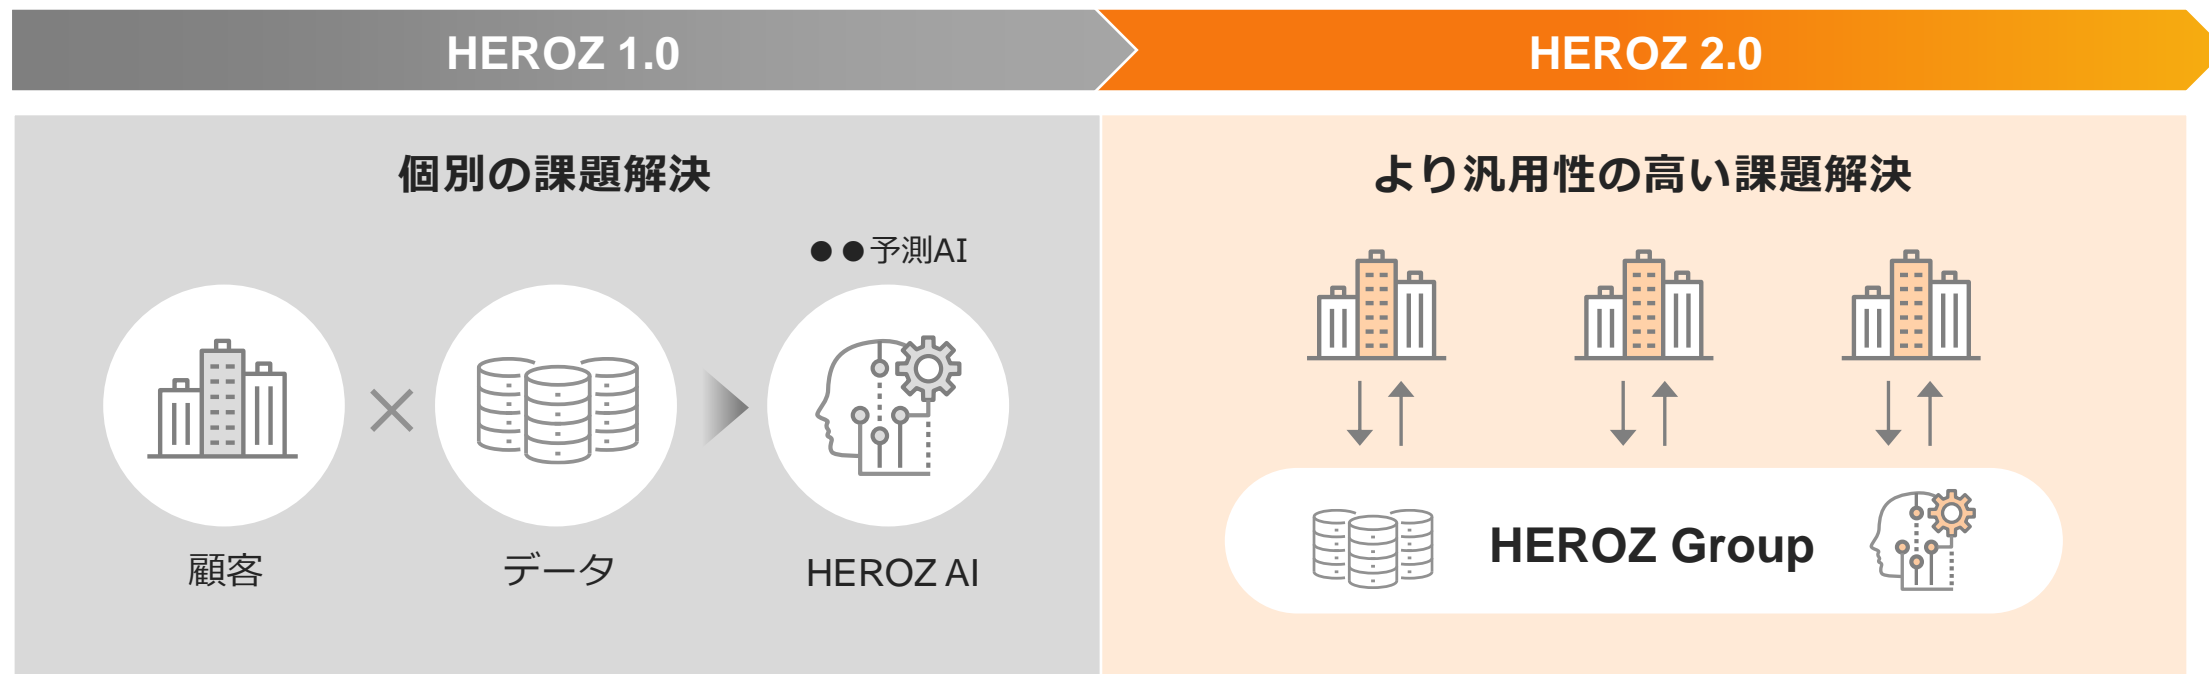 HEROZ 1.0
HEROZ 2.0
個別の課題解決
●●予測AI
顧客
データ
HEROZ AI
より汎用性の高い課題解決
HEROZ Group